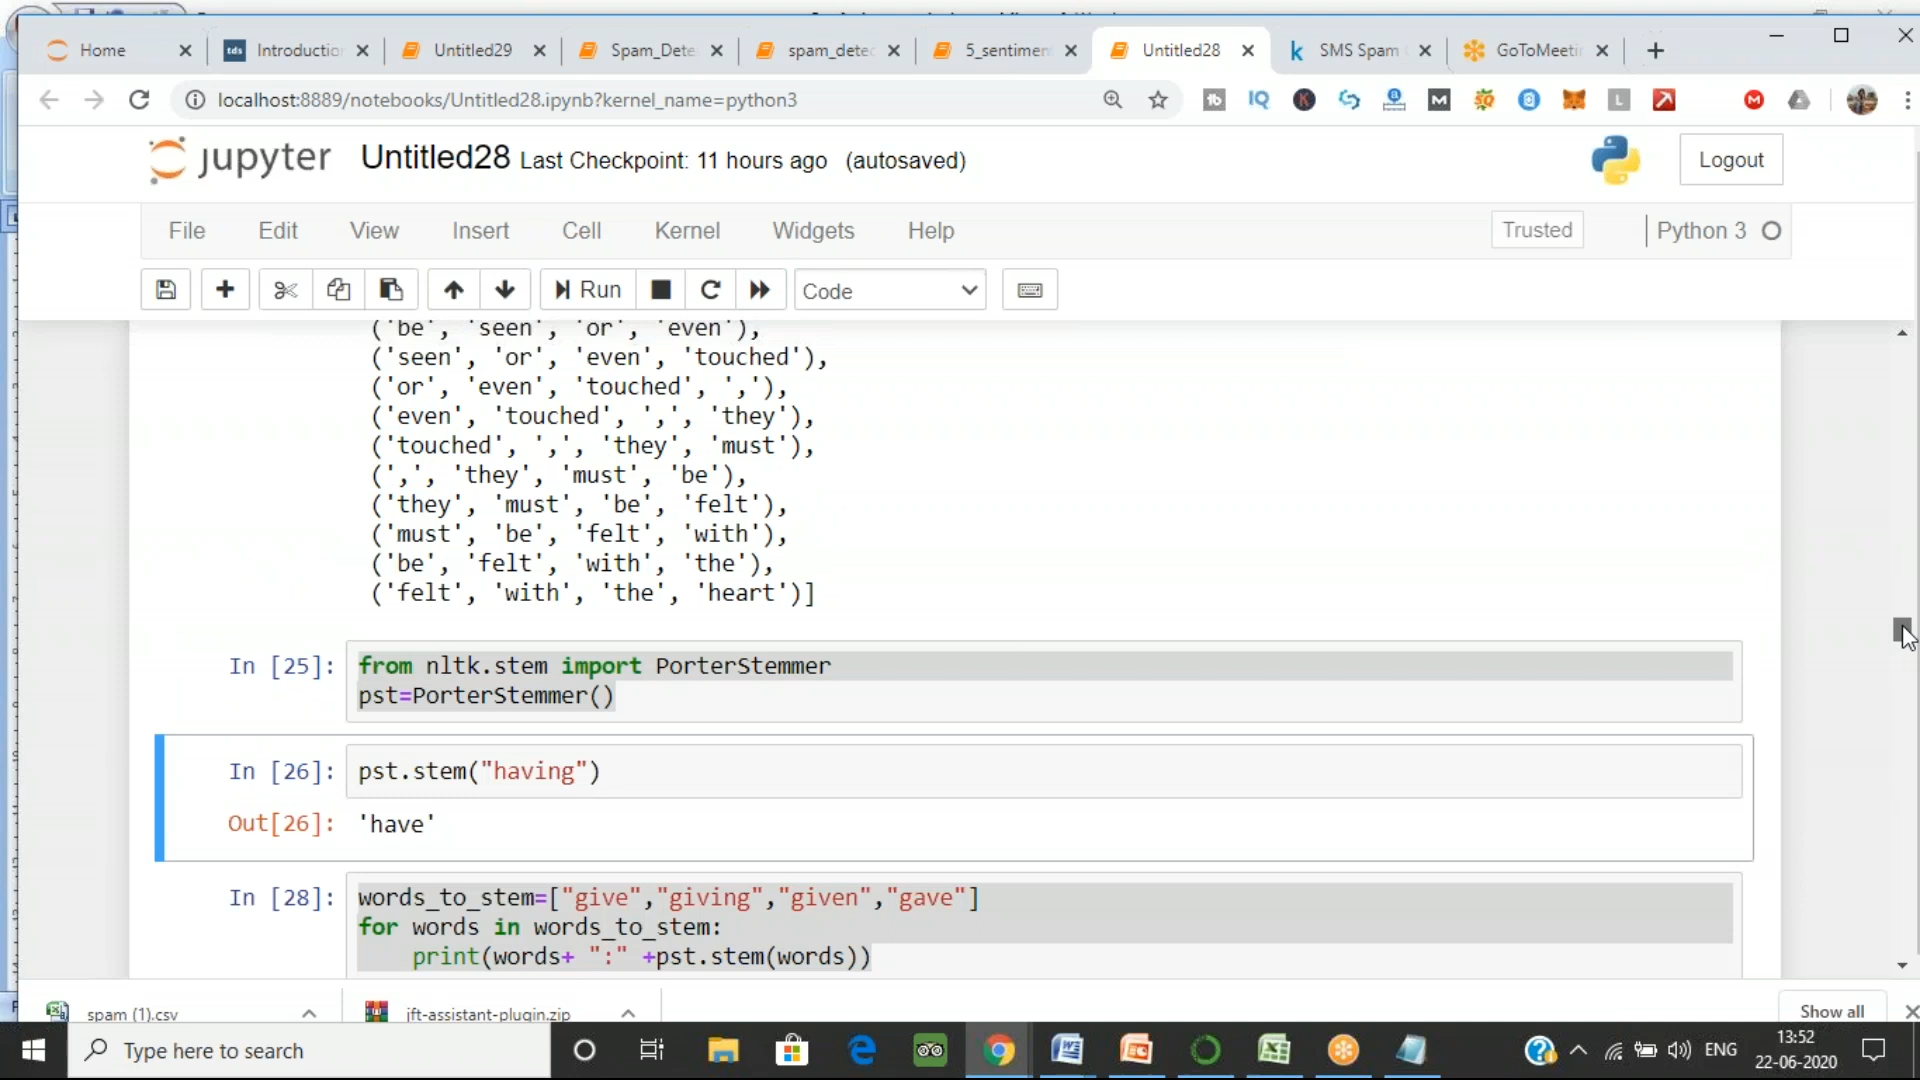 Home
tds Introduction
Untitled29
Spam_Dete
spam_detec
5_sentimen
Untitled28
k SMS Spam
GoToMeetin
localhost:8889/notebooks/Untitled28.ipynb?kernel_name=python3
jupyter Untitled28 Last Checkpoint: 11 hours ago (autosaved)
Logout
File Edit View Insert Cell Kernel Widgets Help
Trusted
Python 3
Run
Code
('be', 'seen', 'or', 'even'),
('seen', 'or', 'even', 'touched'),
('or', 'even', 'touched', ','),
('even', 'touched', ',', 'they'),
('touched', ',', 'they', 'must'),
(',', 'they', 'must', 'be'),
('they', 'must', 'be', 'felt'),
('must', 'be', 'felt', 'with'),
('be', 'felt', 'with', 'the'),
('felt', 'with', 'the', 'heart')]
In [25]: from nltk.stem import PorterStemmer
pst=PorterStemmer()
In [26]: pst.stem("having")
Out[26]: 'have'
In [28]: words_to_stem=["give","giving","given","gave"]
for words in words_to_stem:
print(words+ ":" +pst.stem(words))
spam (1).csv
jft-assistant-plugin.zip
Show all
Type here to search
ENG
13:52
22-06-2020